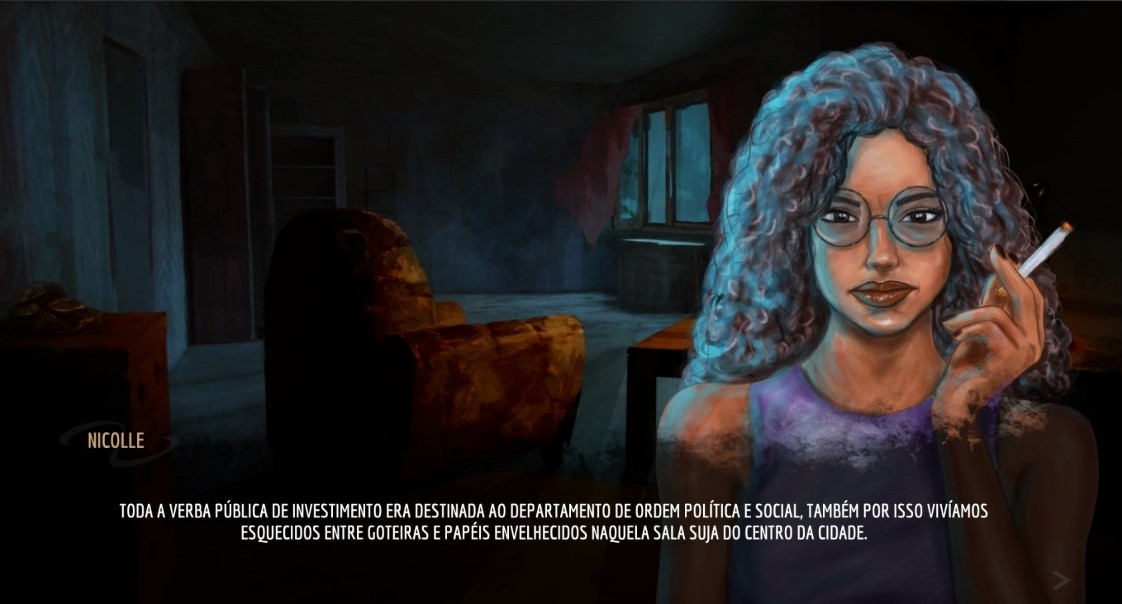 NICOLLE
TODA A VERBA PÚBLICA DE INVESTIMENTO ERA DESTINADA AO DEPARTAMENTO DE ORDEM POLÍTICA E SOCIAL, TAMBÉM POR ISSO VIVÍAMOS
ESQUECIDOS ENTRE GOTEIRAS E PAPÉIS ENVELHECIDOS NAQUELA SALA SUJA DO CENTRO DA CIDADE.